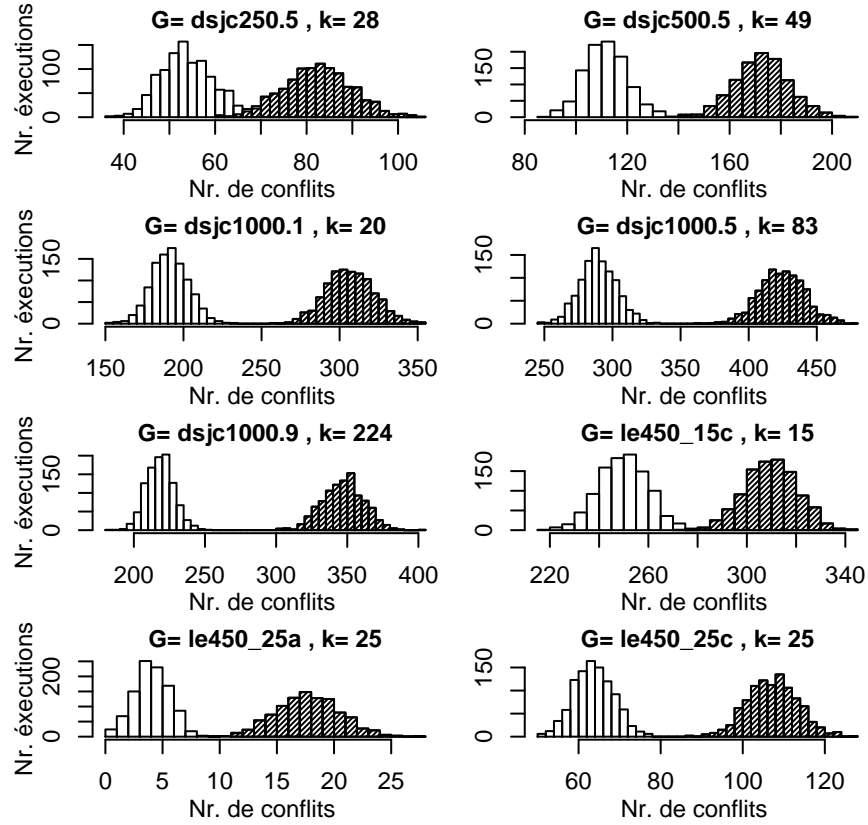 G= dsjc250.5 , k= 28
Nr. éxecutions
0 100
40 60 80 100
Nr. de conflits
G= dsjc500.5 , k= 49
0 150
80 120 160 200
Nr. de conflits
G= dsjc1000.1 , k= 20
Nr. éxecutions
0 150
150 200 250 300 350
Nr. de conflits
G= dsjc1000.5 , k= 83
0 150
250 300 350 400 450
Nr. de conflits
G= dsjc1000.9 , k= 224
Nr. éxecutions
0 150
200 250 300 350 400
Nr. de conflits
G= le450_15c , k= 15
0 150
220 260 300 340
Nr. de conflits
G= le450_25a , k= 25
Nr. éxecutions
0 200
0 5 10 15 20 25
Nr. de conflits
G= le450_25c , k= 25
0 150
60 80 100 120
Nr. de conflits